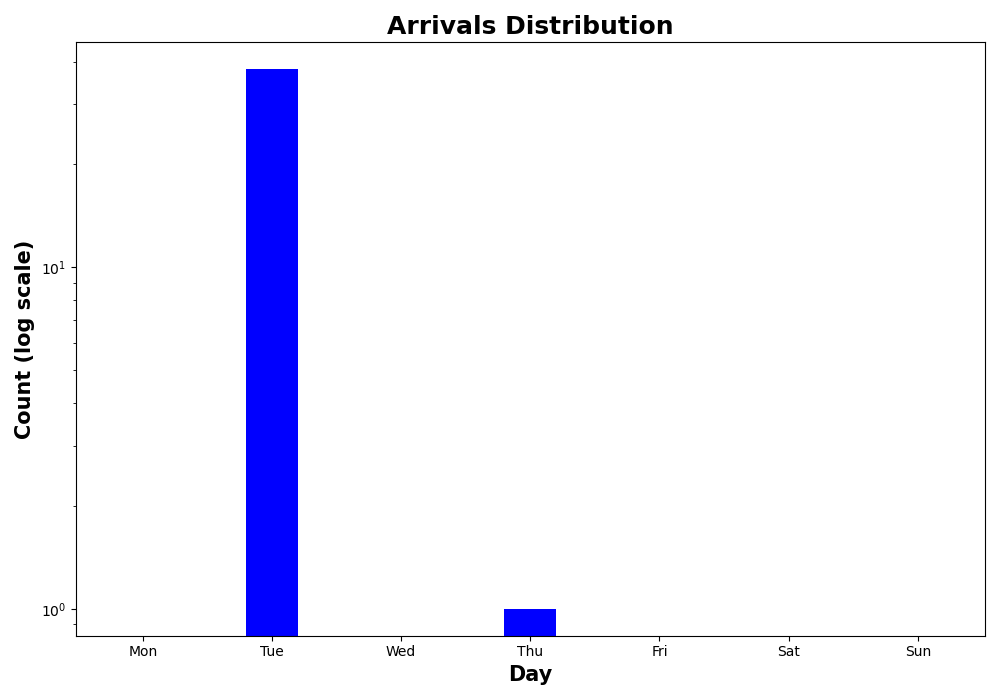 Arrivals Distribution
Count (log scale)
10¹
10⁰
Mon Tue Wed Thu Fri Sat Sun
Day